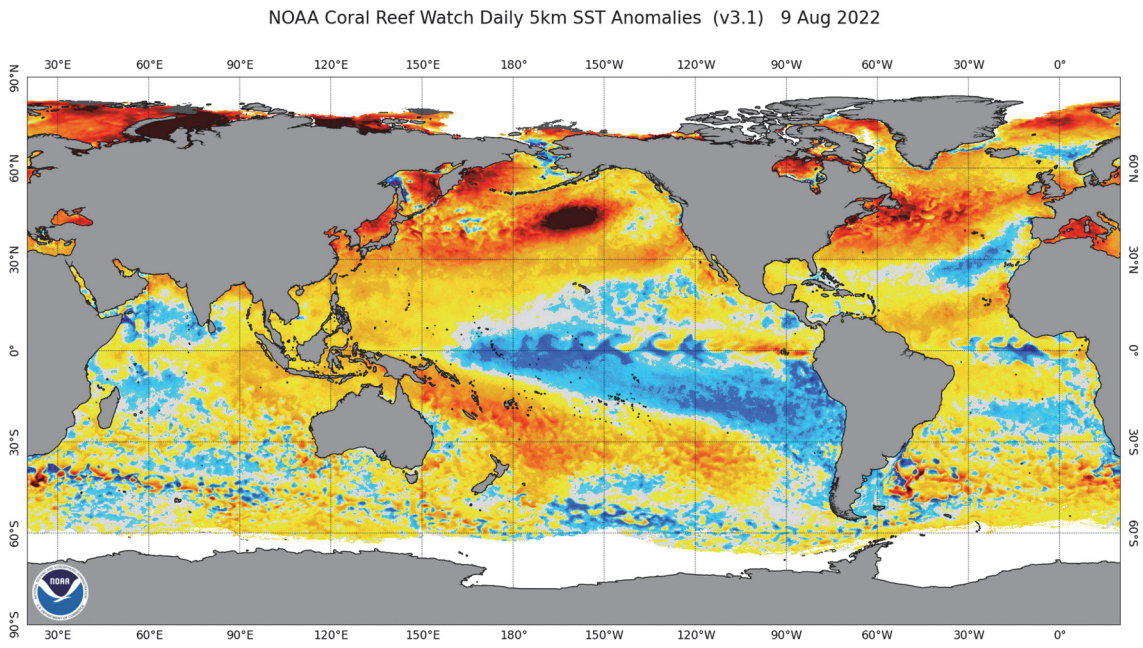 NOAA Coral Reef Watch Daily 5km SST Anomalies (v3.1) 9 Aug 2022
30°E 60°E 90°E 120°E 150°E 180° 150°W 120°W 90°W 60°W 30°W 0°
90°N 90°N
60°N 60°N
30°N 30°N
0° 0°
30°S 30°S
60°S 60°S
NOAA
90°S 90°S
30°E 60°E 90°E 120°E 150°E 180° 150°W 120°W 90°W 60°W 30°W 0°